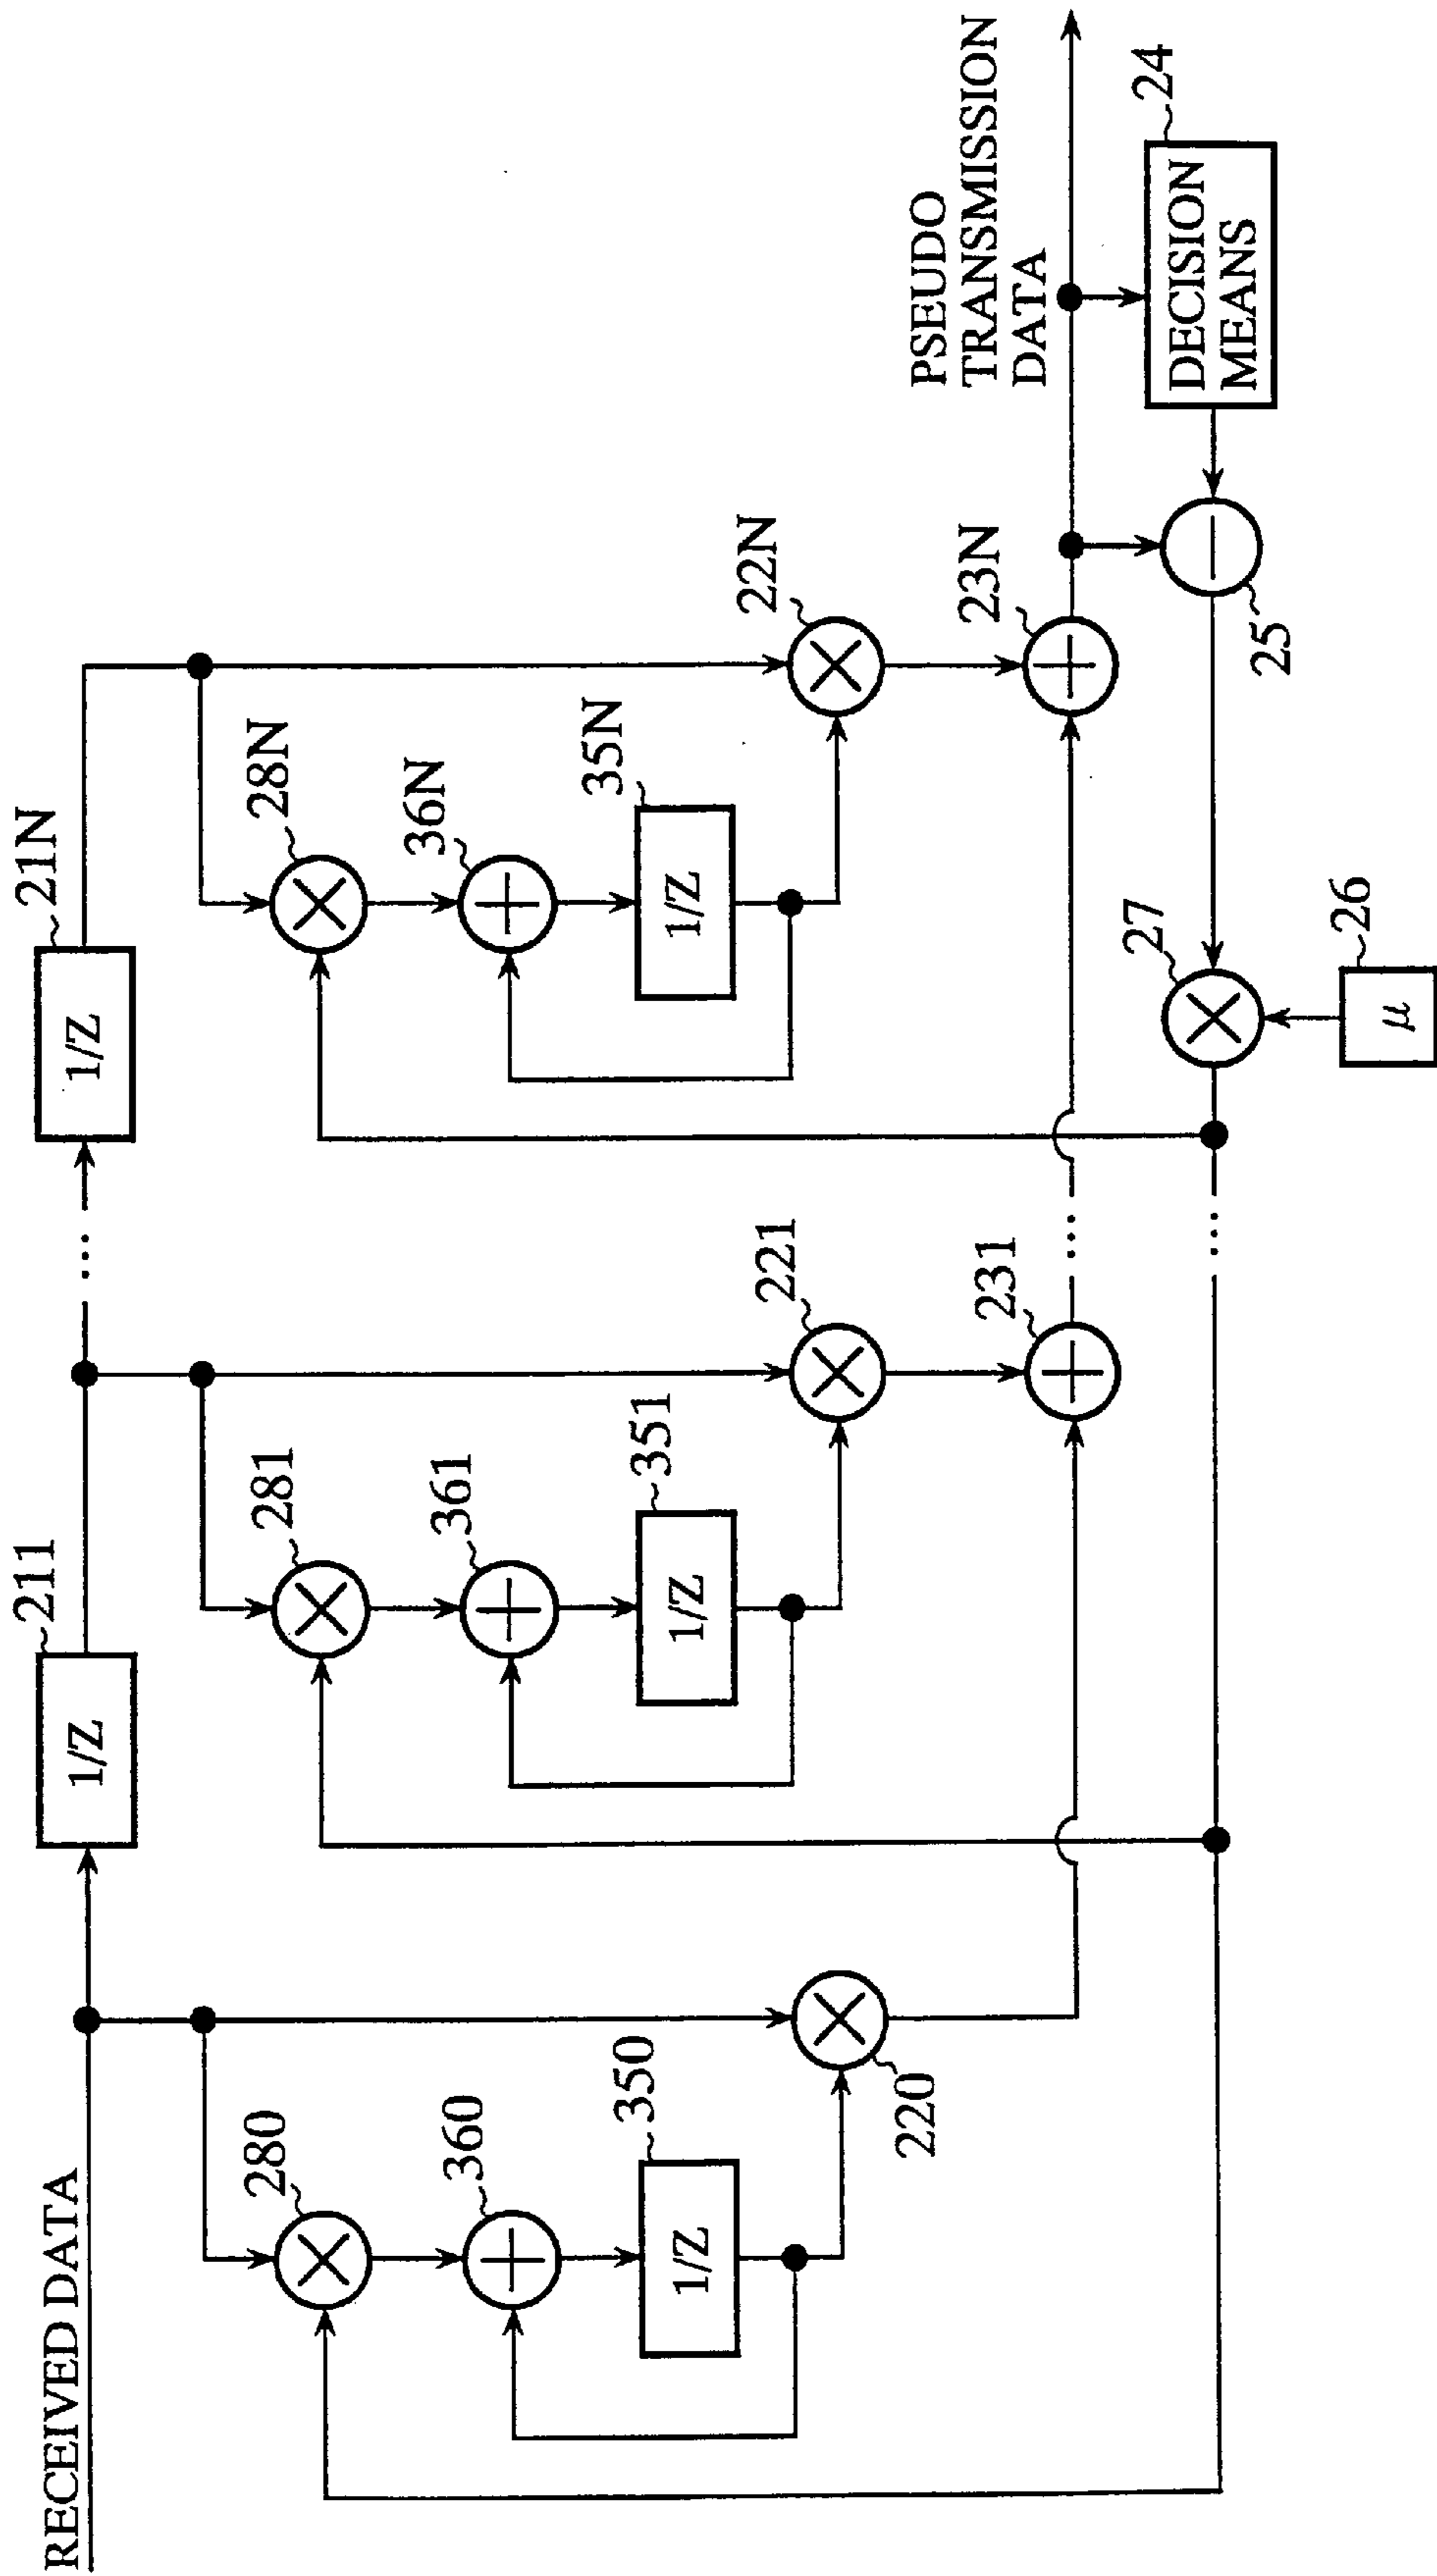 RECEIVED DATA
211
1/Z
...
21N
1/Z
280
281
28N
360
361
36N
350
1/Z
351
1/Z
35N
1/Z
220
221
22N
231
...
23N
PSEUDO
TRANSMISSION
DATA
...
27
25
24
DECISION
MEANS
26
μ